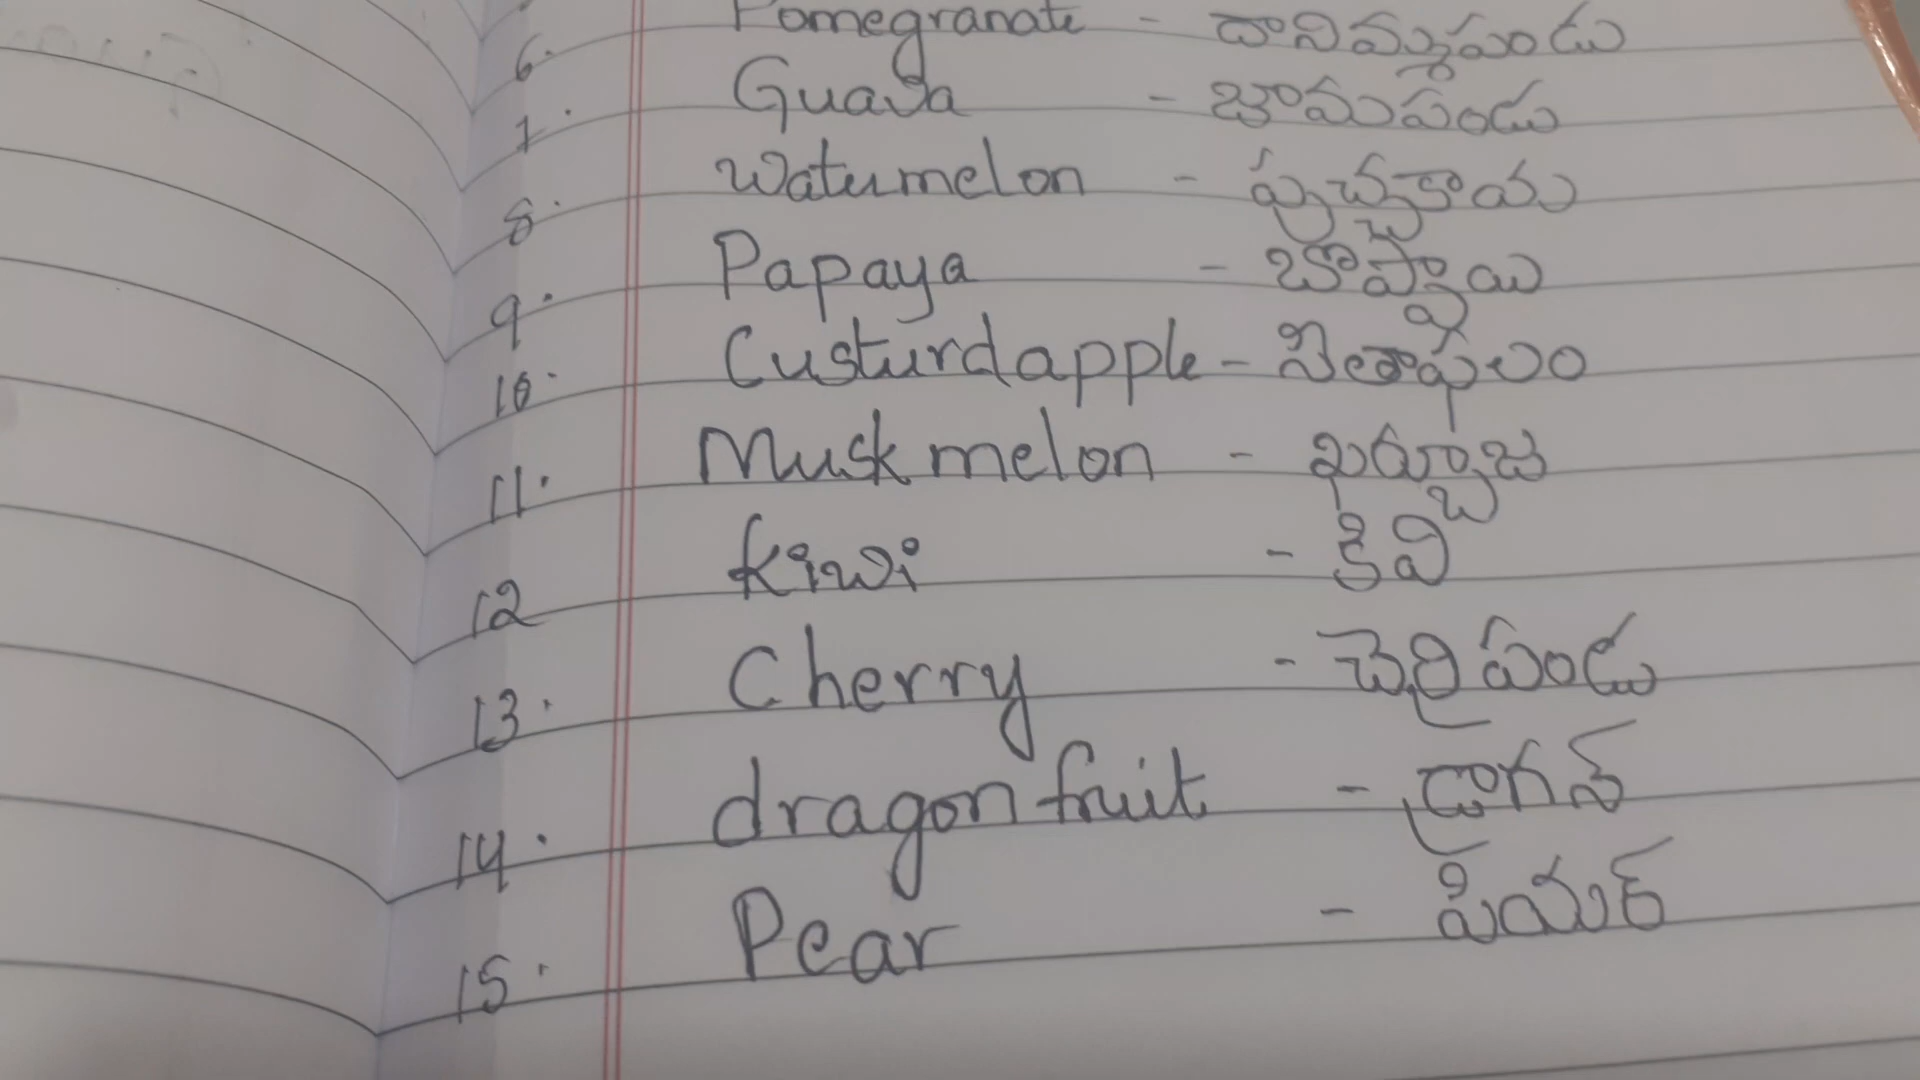 6. Pomegranate - దానిమ్మపండు
7. Guava - జామపండు
8. Watermelon - పుచ్చకాయ
9. Papaya - బొప్పాయి
10. Custurdapple - సీతాఫలం
11. Muskmelon - ఖర్బూజ
12 Kiwi - కివి
13. Cherry - చెర్రిపండు
14. dragon fruit - డ్రాగన్
15. Pear - పియర్